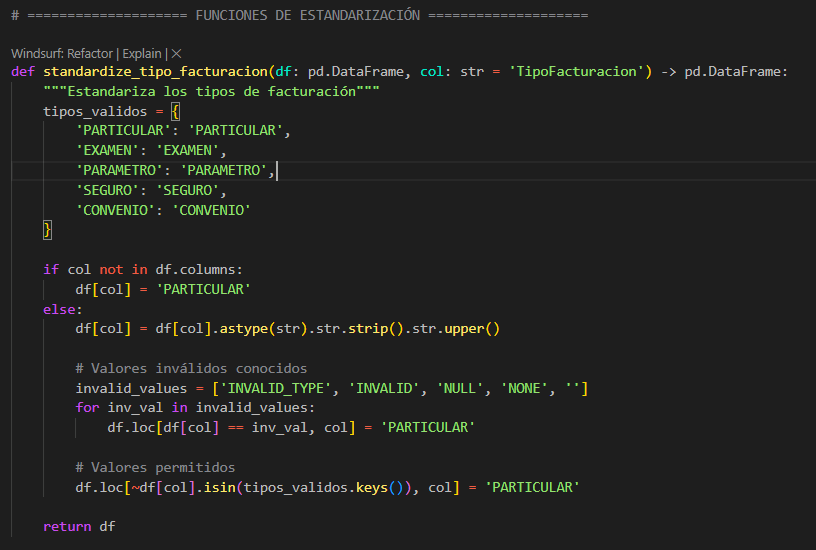 # ==================== FUNCIONES DE ESTANDARIZACIÓN ====================
Windsurf: Refactor | Explain | ×
def standardize_tipo_facturacion(df: pd.DataFrame, col: str = 'TipoFacturacion') -> pd.DataFrame:
    """Estandariza los tipos de facturación"""
    tipos_validos = {
        'PARTICULAR': 'PARTICULAR',
        'EXAMEN': 'EXAMEN',
        'PARAMETRO': 'PARAMETRO',
        'SEGURO': 'SEGURO',
        'CONVENIO': 'CONVENIO'
    }
    if col not in df.columns:
        df[col] = 'PARTICULAR'
    else:
        df[col] = df[col].astype(str).str.strip().str.upper()
        # Valores inválidos conocidos
        invalid_values = ['INVALID_TYPE', 'INVALID', 'NULL', 'NONE', '']
        for inv_val in invalid_values:
            df.loc[df[col] == inv_val, col] = 'PARTICULAR'
        # Valores permitidos
        df.loc[~df[col].isin(tipos_validos.keys()), col] = 'PARTICULAR'
    return df